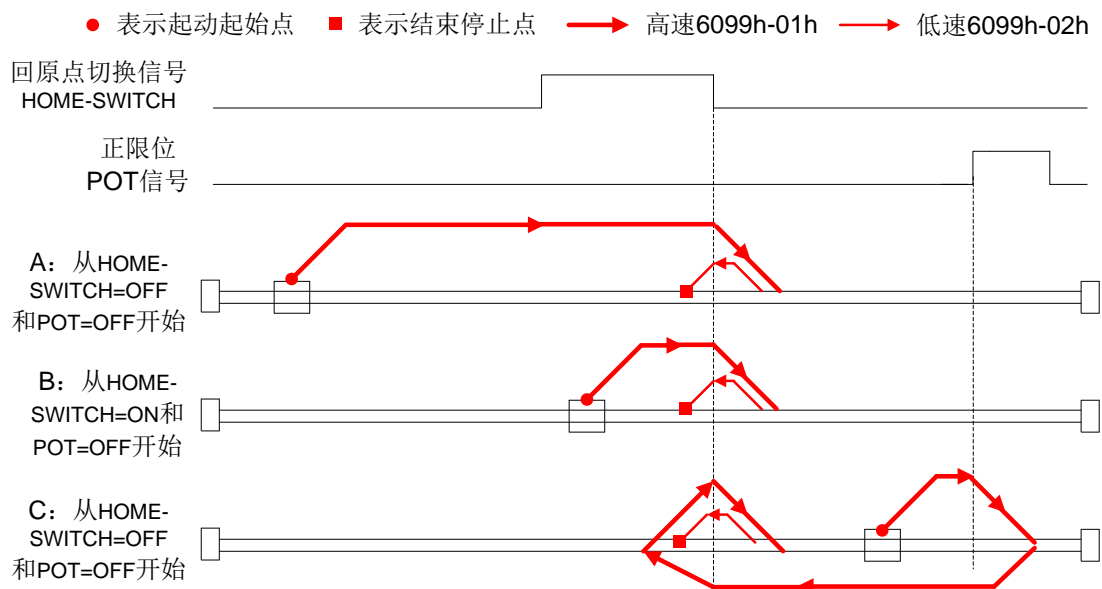 表示起动起始点 表示结束停止点 高速6099h-01h 低速6099h-02h
回原点切换信号
HOME-SWITCH
正限位
POT信号
A：从HOME-
SWITCH=OFF
和POT=OFF开始
B：从HOME-
SWITCH=ON和
POT=OFF开始
C：从HOME-
SWITCH=OFF
和POT=OFF开始